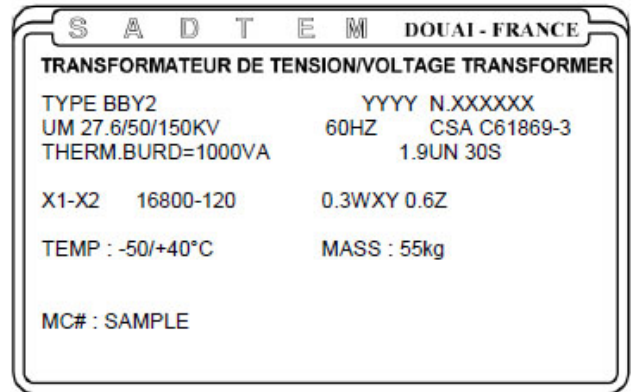 SADTEM DOUAI - FRANCE
TRANSFORMATEUR DE TENSION/VOLTAGE TRANSFORMER
TYPE BBY2 YYYY N.XXXXXX
UM 27.6/50/150KV 60HZ CSA C61869-3
THERM.BURD=1000VA 1.9UN 30S
X1-X2 16800-120 0.3WXY 0.6Z
TEMP : -50/+40°C MASS : 55kg
MC# : SAMPLE